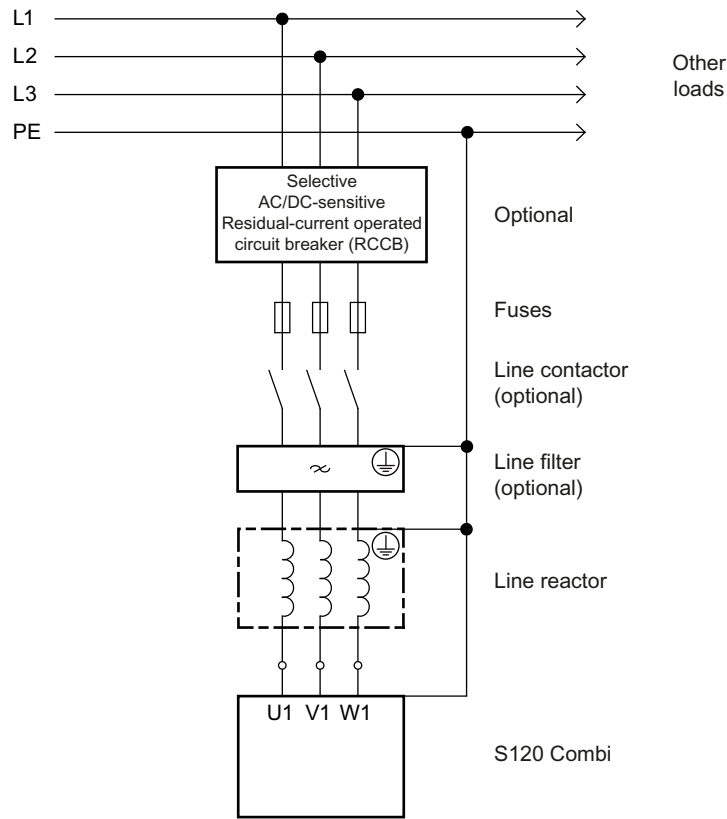 L1
L2
L3
PE
Other
loads
Selective
AC/DC-sensitive
Residual-current operated
circuit breaker (RCCB)
Optional
Fuses
Line contactor
(optional)
Line filter
(optional)
Line reactor
U1 V1 W1
S120 Combi